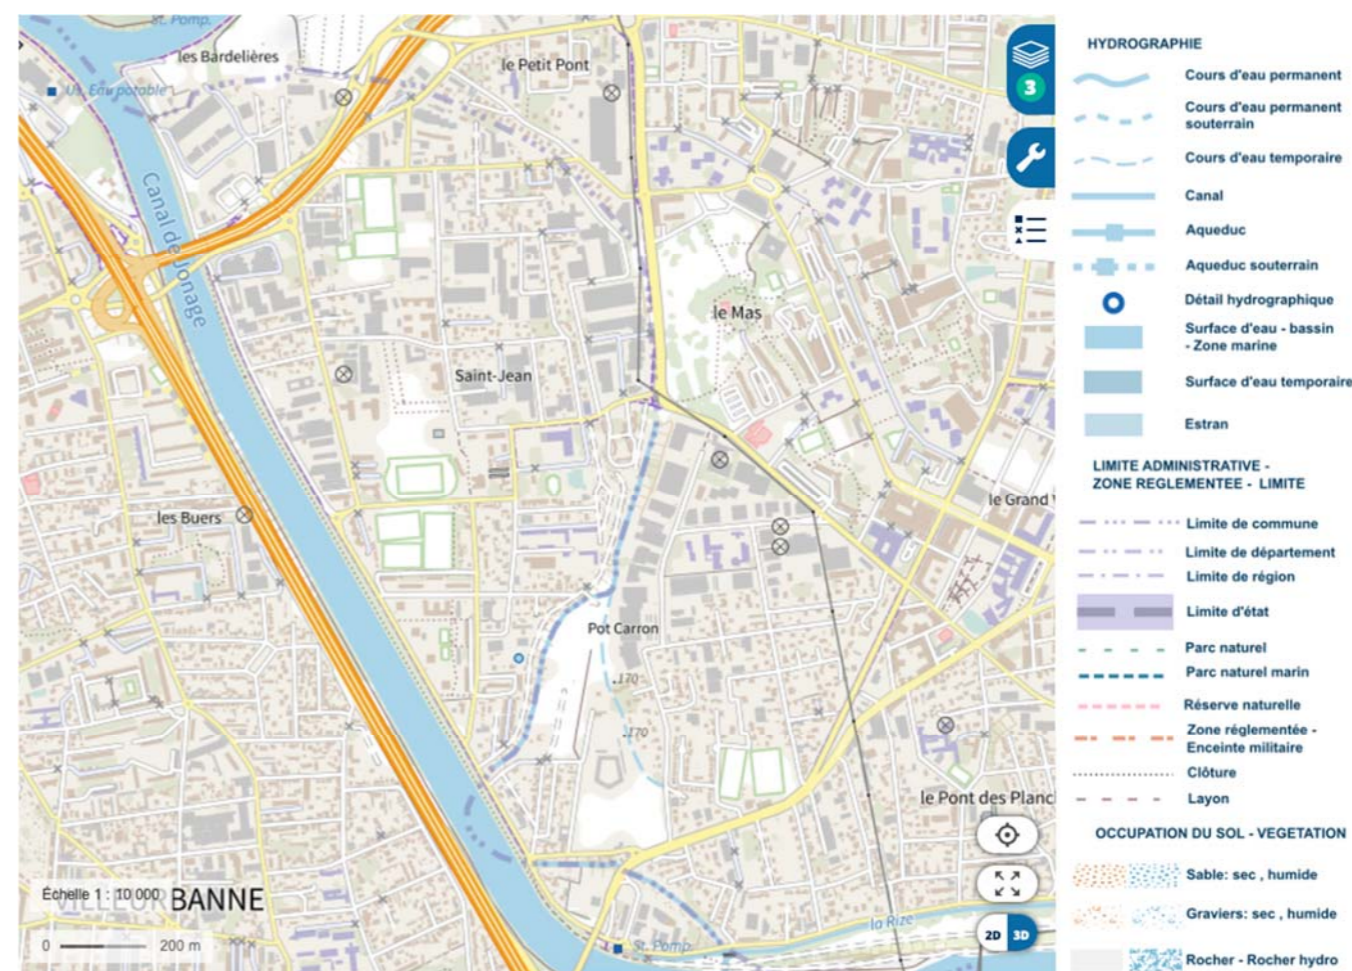 St. Pomp.
les Bardelières
le Petit Pont
Us. Eau potable
3
Canal de Jonage
le Mas
Saint-Jean
le Grand
les Buers
Pot Carron
170
170
le Pont des Planc
Échelle 1 : 10 000
BANNE
la Rize
2D 3D
0 200 m
St. Pomp.
HYDROGRAPHIE
Cours d'eau permanent
Cours d'eau permanent
souterrain
Cours d'eau temporaire
Canal
Aqueduc
Aqueduc souterrain
Détail hydrographique
Surface d'eau - bassin
- Zone marine
Surface d'eau temporaire
Estran
LIMITE ADMINISTRATIVE -
ZONE REGLEMENTEE - LIMITE
Limite de commune
Limite de département
Limite de région
Limite d'état
Parc naturel
Parc naturel marin
Réserve naturelle
Zone réglementée -
Enceinte militaire
Clôture
Layon
OCCUPATION DU SOL - VEGETATION
Sable: sec , humide
Graviers: sec , humide
Rocher - Rocher hydro